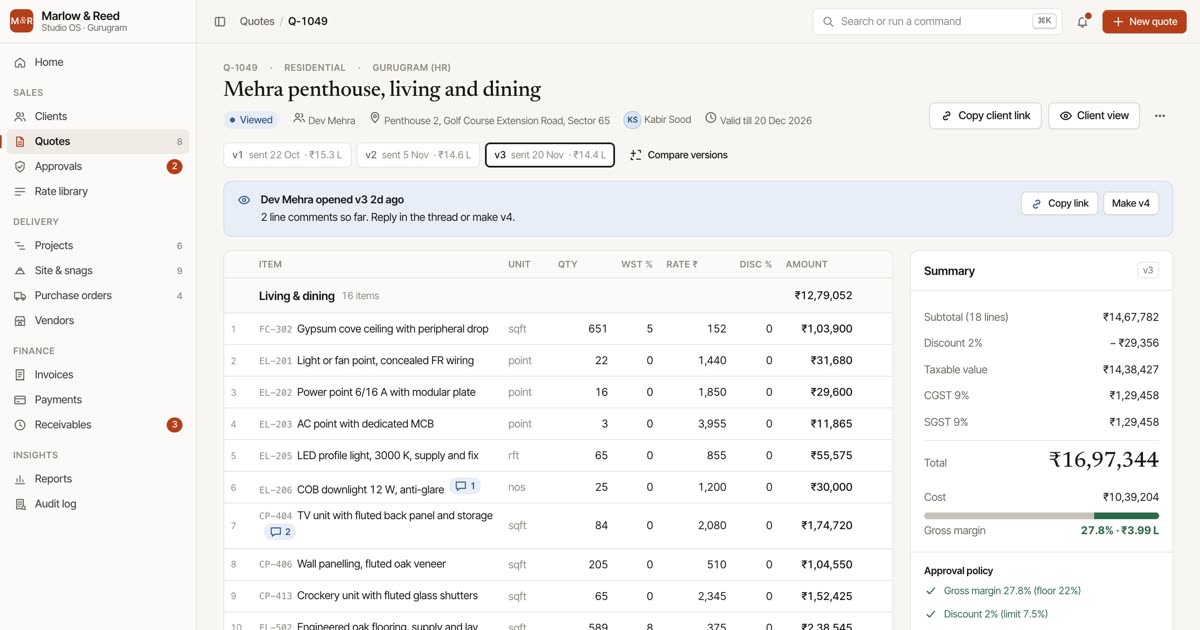 M&R
Marlow & Reed
Studio OS · Gurugram
Home
SALES
Clients
Quotes 8
Approvals 2
Rate library
DELIVERY
Projects 6
Site & snags 9
Purchase orders 4
Vendors
FINANCE
Invoices
Payments
Receivables 3
INSIGHTS
Reports
Audit log
Quotes / Q-1049
Search or run a command ⌘K
New quote
Q-1049 · RESIDENTIAL · GURUGRAM (HR)
Mehra penthouse, living and dining
Viewed Dev Mehra Penthouse 2, Golf Course Extension Road, Sector 65 KS Kabir Sood Valid till 20 Dec 2026
Copy client link Client view
v1 sent 22 Oct · ₹15.3 L v2 sent 5 Nov · ₹14.6 L v3 sent 20 Nov · ₹14.4 L Compare versions
Dev Mehra opened v3 2d ago
2 line comments so far. Reply in the thread or make v4.
Copy link Make v4
ITEM UNIT QTY WST % RATE ₹ DISC % AMOUNT
Living & dining 16 items ₹12,79,052
1 FC-302 Gypsum cove ceiling with peripheral drop sqft 651 5 152 0 ₹1,03,900
2 EL-201 Light or fan point, concealed FR wiring point 22 0 1,440 0 ₹31,680
3 EL-202 Power point 6/16 A with modular plate point 16 0 1,850 0 ₹29,600
4 EL-203 AC point with dedicated MCB point 3 0 3,955 0 ₹11,865
5 EL-205 LED profile light, 3000 K, supply and fix rft 65 0 855 0 ₹55,575
6 EL-206 COB downlight 12 W, anti-glare 1 nos 25 0 1,200 0 ₹30,000
7 CP-404 TV unit with fluted back panel and storage 2 sqft 84 0 2,080 0 ₹1,74,720
8 CP-406 Wall panelling, fluted oak veneer sqft 205 0 510 0 ₹1,04,550
9 CP-413 Crockery unit with fluted glass shutters sqft 65 0 2,345 0 ₹1,52,425
10 EL-502 Engineered oak flooring, supply and lay sqft 589 8 375 0 ₹2,38,545
Summary v3
Subtotal (18 lines) ₹14,67,782
Discount 2% – ₹29,356
Taxable value ₹14,38,427
CGST 9% ₹1,29,458
SGST 9% ₹1,29,458
Total ₹16,97,344
Cost ₹10,39,204
Gross margin 27.8% · ₹3.99 L
Approval policy
Gross margin 27.8% (floor 22%)
Discount 2% (limit 7.5%)